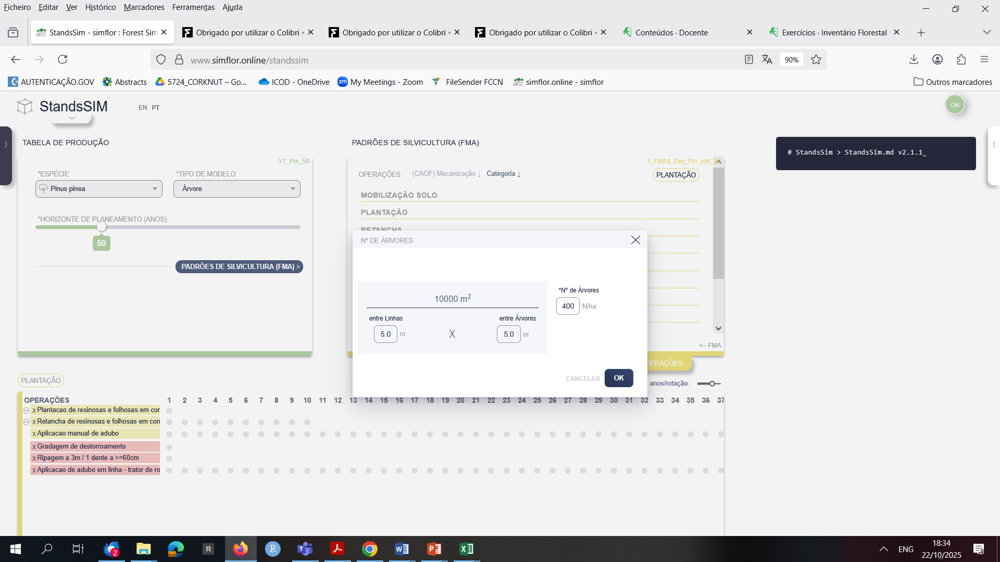 Ficheiro Editar Ver Histórico Marcadores Ferramentas Ajuda
StandsSim - simflor : Forest Sim
Obrigado por utilizar o Colibri •
Obrigado por utilizar o Colibri •
Obrigado por utilizar o Colibri •
Conteúdos · Docente
Exercícios · Inventário Florestal
www.simflor.online/standssim
90%
AUTENTICAÇÃO.GOV
Abstracts
5724_CORKNUT – Go...
ICOD - OneDrive
zm My Meetings - Zoom
FileSender FCCN
simflor.online - simflor
Outros marcadores
StandsSIM
EN PT
ON
TABELA DE PRODUÇÃO
YT_Pm_50
*ESPÉCIE
*TIPO DE MODELO
Pinus pinea
Árvore
*HORIZONTE DE PLANEAMENTO (ANOS)
50
PADRÕES DE SILVICULTURA (FMA) >
PADRÕES DE SILVICULTURA (FMA)
1_FMA4_Reg_Pm_plnt_
OPERAÇÕES (CAOF) Mecanização ↓ Categoria ↓
PLANTAÇÃO
MOBILIZAÇÃO SOLO
PLANTAÇÃO
RETANCHA
<-- FMA
PERAÇÕES
# StandsSim > StandsSim.md v2.1.1_
Nº DE ÁRVORES
10000 m2
entre Linhas
entre Árvores
5.0 m X 5.0 m
*Nº de Árvores
400 N/ha
CANCELAR OK
PLANTAÇÃO
anos/rotação:
OPERAÇÕES 1 2 3 4 5 6 7 8 9 10 11 12 13 14 15 16 17 18 19 20 21 22 23 24 25 26 27 28 29 30 31 32 33 34 35 36 37
x Plantacao de resinosas e folhosas em con
x Retancha de resinosas e folhosas em con
x Aplicacao manual de adubo
x Gradagem de destorroamento
x Ripagem a 3m / 1 dente a >=60cm
x Aplicacao de adubo em linha - trator de ro
2
R
R
ENG
18:34
22/10/2025